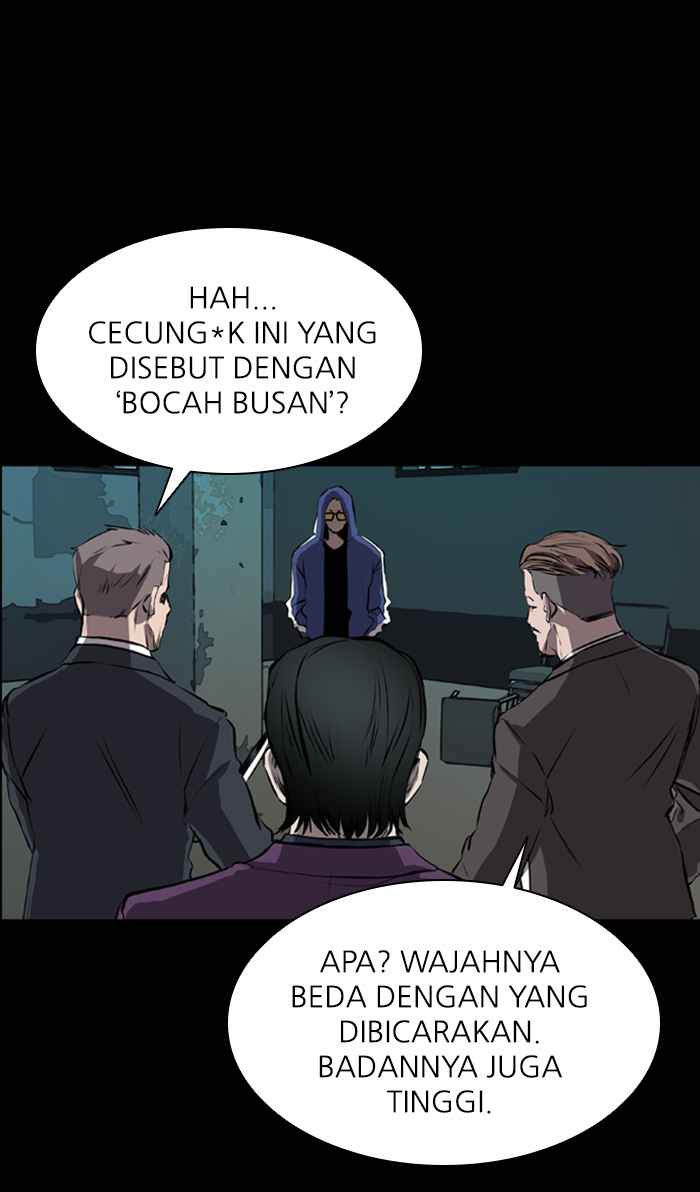 HAH...
CECUNG*K INI YANG
DISEBUT DENGAN
‘BOCAH BUSAN’?
APA? WAJAHNYA
BEDA DENGAN YANG
DIBICARAKAN.
BADANNYA JUGA
TINGGI.